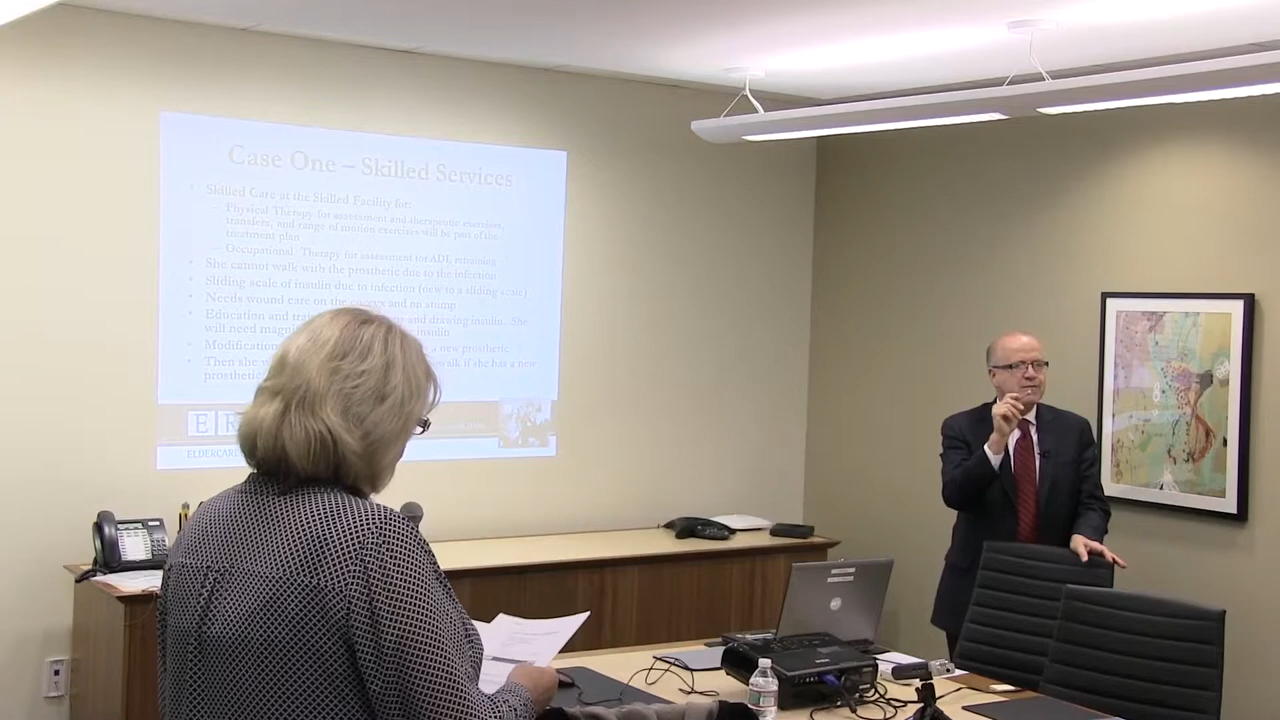 Case One – Skilled Services
Skilled Care at the Skilled Facility for:
– Physical Therapy for assessment and therapeutic exercises,
transfers, and range of motion exercises will be part of the
treatment plan
– Occupational Therapy for assessment for ADL retraining
• She cannot walk with the prosthetic due to the infection
• Sliding scale of insulin due to infection (new to a sliding scale)
• Needs wound care on the coccyx and on stump
• Education and and drawing insulin. She
will need insulin
• Modification a new prosthetic
• Then she walk if she has a new
prosthetic
E R
ELDERCARE